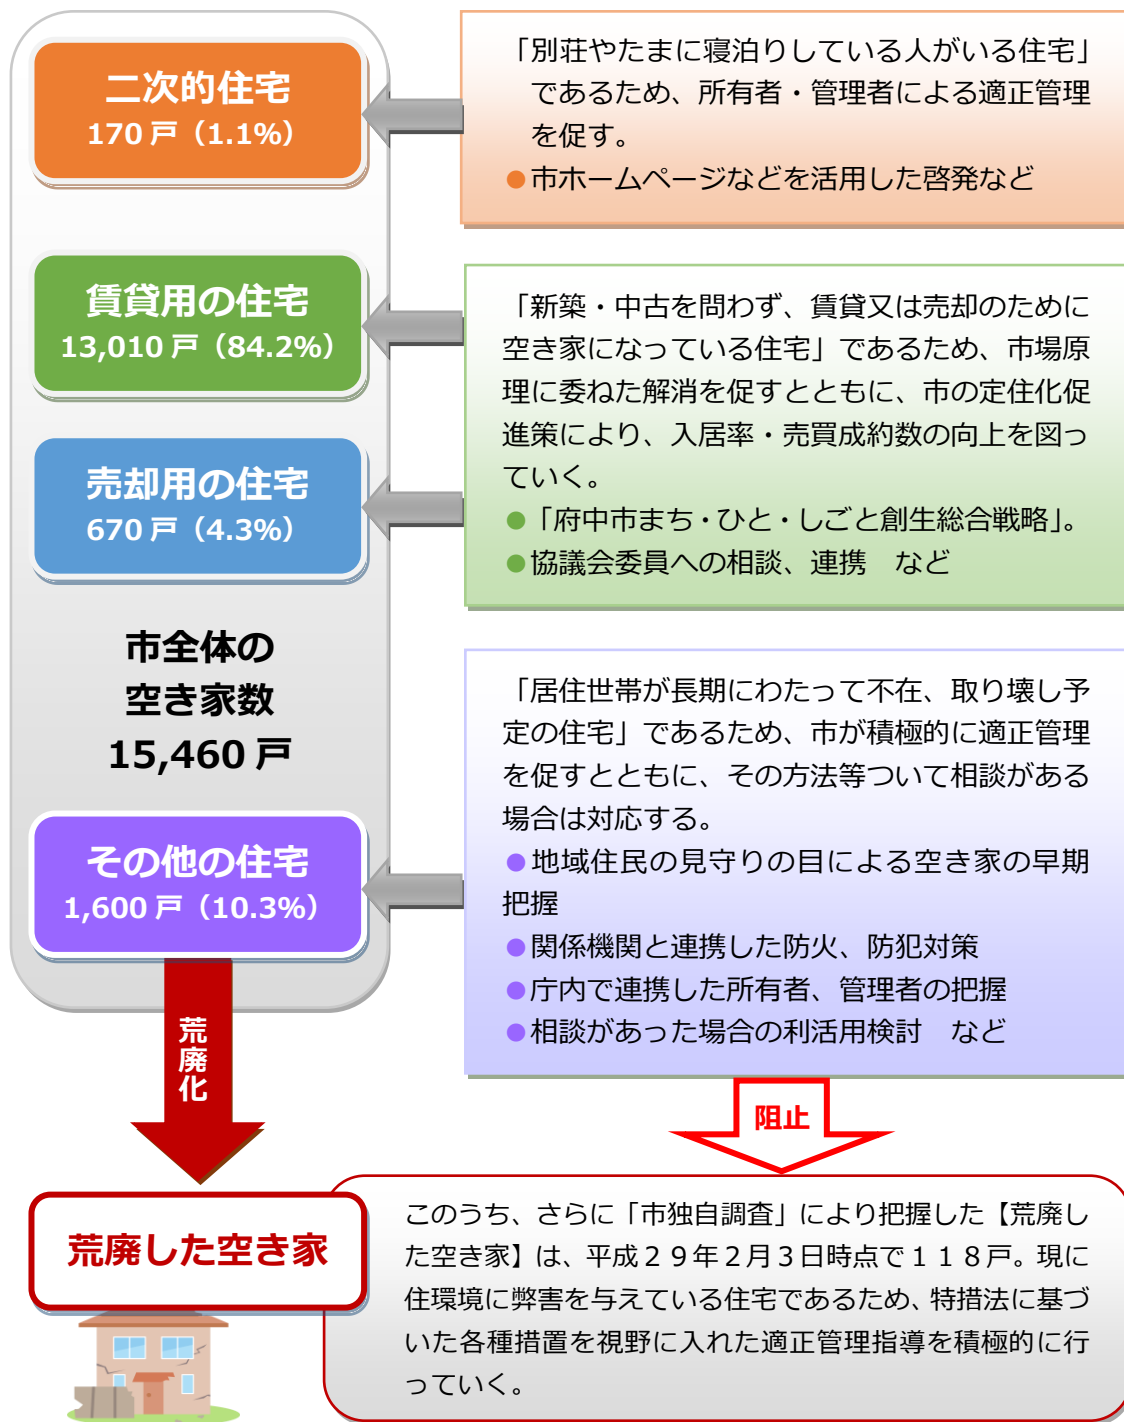 二次的住宅
170 戸（1.1%）
「別荘やたまに寝泊りしている人がいる住宅」
であるため、所有者・管理者による適正管理
を促す。
●市ホームページなどを活用した啓発など
賃貸用の住宅
13,010 戸（84.2%）
売却用の住宅
670 戸（4.3%）
「新築・中古を問わず、賃貸又は売却のために
空き家になっている住宅」であるため、市場原
理に委ねた解消を促すとともに、市の定住化促
進策により、入居率・売買成約数の向上を図っ
ていく。
●「府中市まち・ひと・しごと創生総合戦略」。
●協議会委員への相談、連携　など
市全体の
空き家数
15,460 戸
その他の住宅
1,600 戸（10.3%）
「居住世帯が長期にわたって不在、取り壊し予
定の住宅」であるため、市が積極的に適正管理
を促すとともに、その方法等ついて相談がある
場合は対応する。
●地域住民の見守りの目による空き家の早期
把握
●関係機関と連携した防火、防犯対策
●庁内で連携した所有者、管理者の把握
●相談があった場合の利活用検討　など
荒廃化
阻止
荒廃した空き家
このうち、さらに「市独自調査」により把握した【荒廃し
た空き家】は、平成２９年２月３日時点で１１８戸。現に
住環境に弊害を与えている住宅であるため、特措法に基づ
いた各種措置を視野に入れた適正管理指導を積極的に行
っていく。